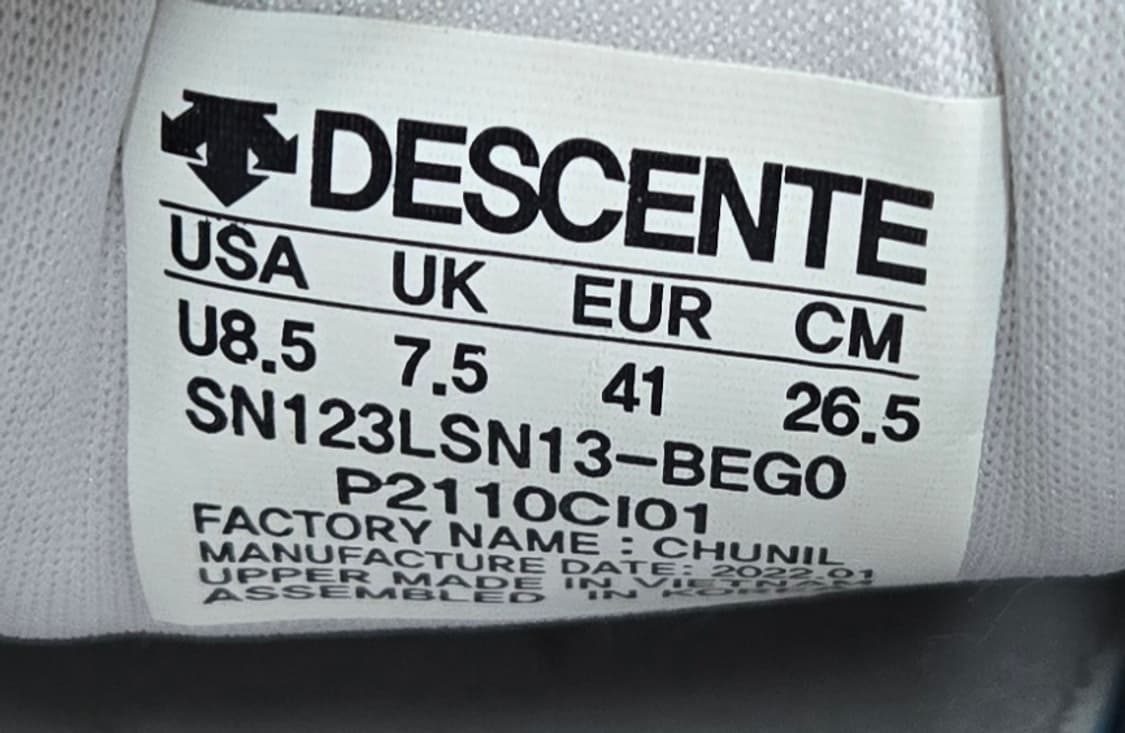 DESCENTE
USA UK EUR CM
U8.5 7.5 41 26.5
SN123LSN13-BEG0
P2110CI01
FACTORY NAME : CHUNIL
MANUFACTURE DATE: 2022.01
UPPER MADE IN VIETNAM
ASSEMBLED IN KOREA